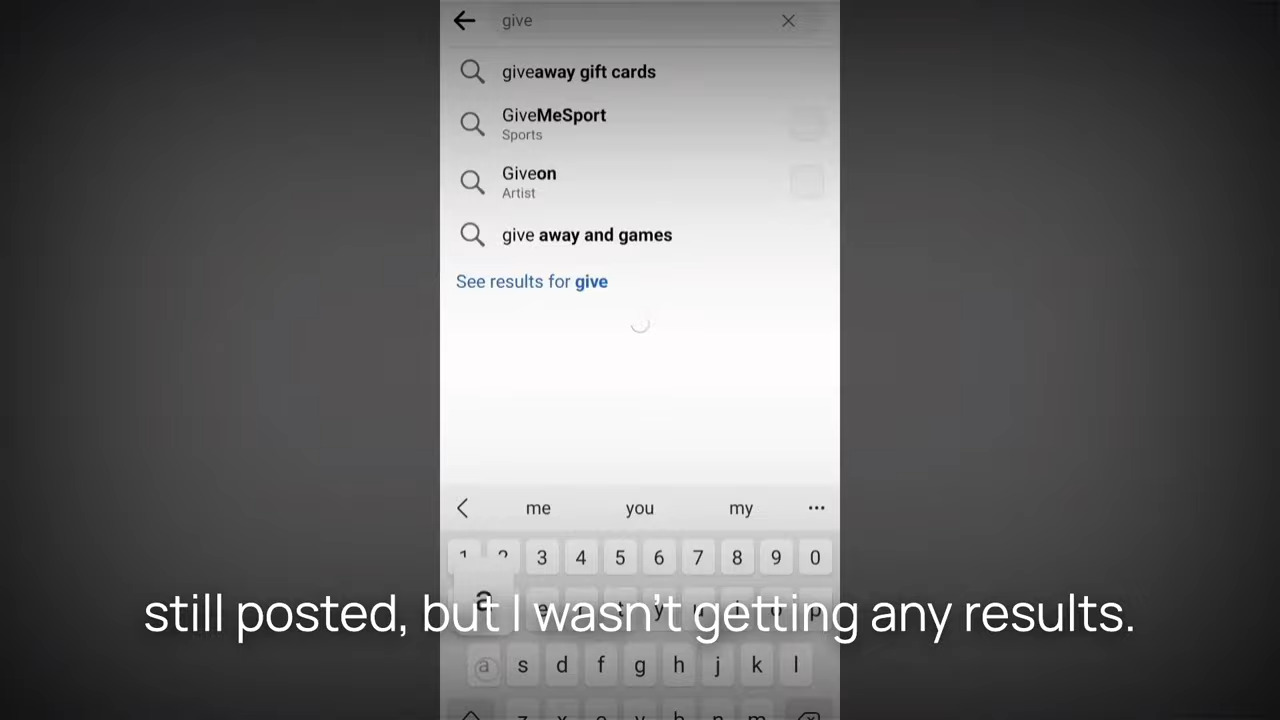 give
giveaway gift cards
GiveMeSport
Sports
Giveon
Artist
give away and games
See results for give
me you my
3 4 5 6 7 8 9 0
a
still posted, but I wasn't getting any results.
a s d f g h j k l